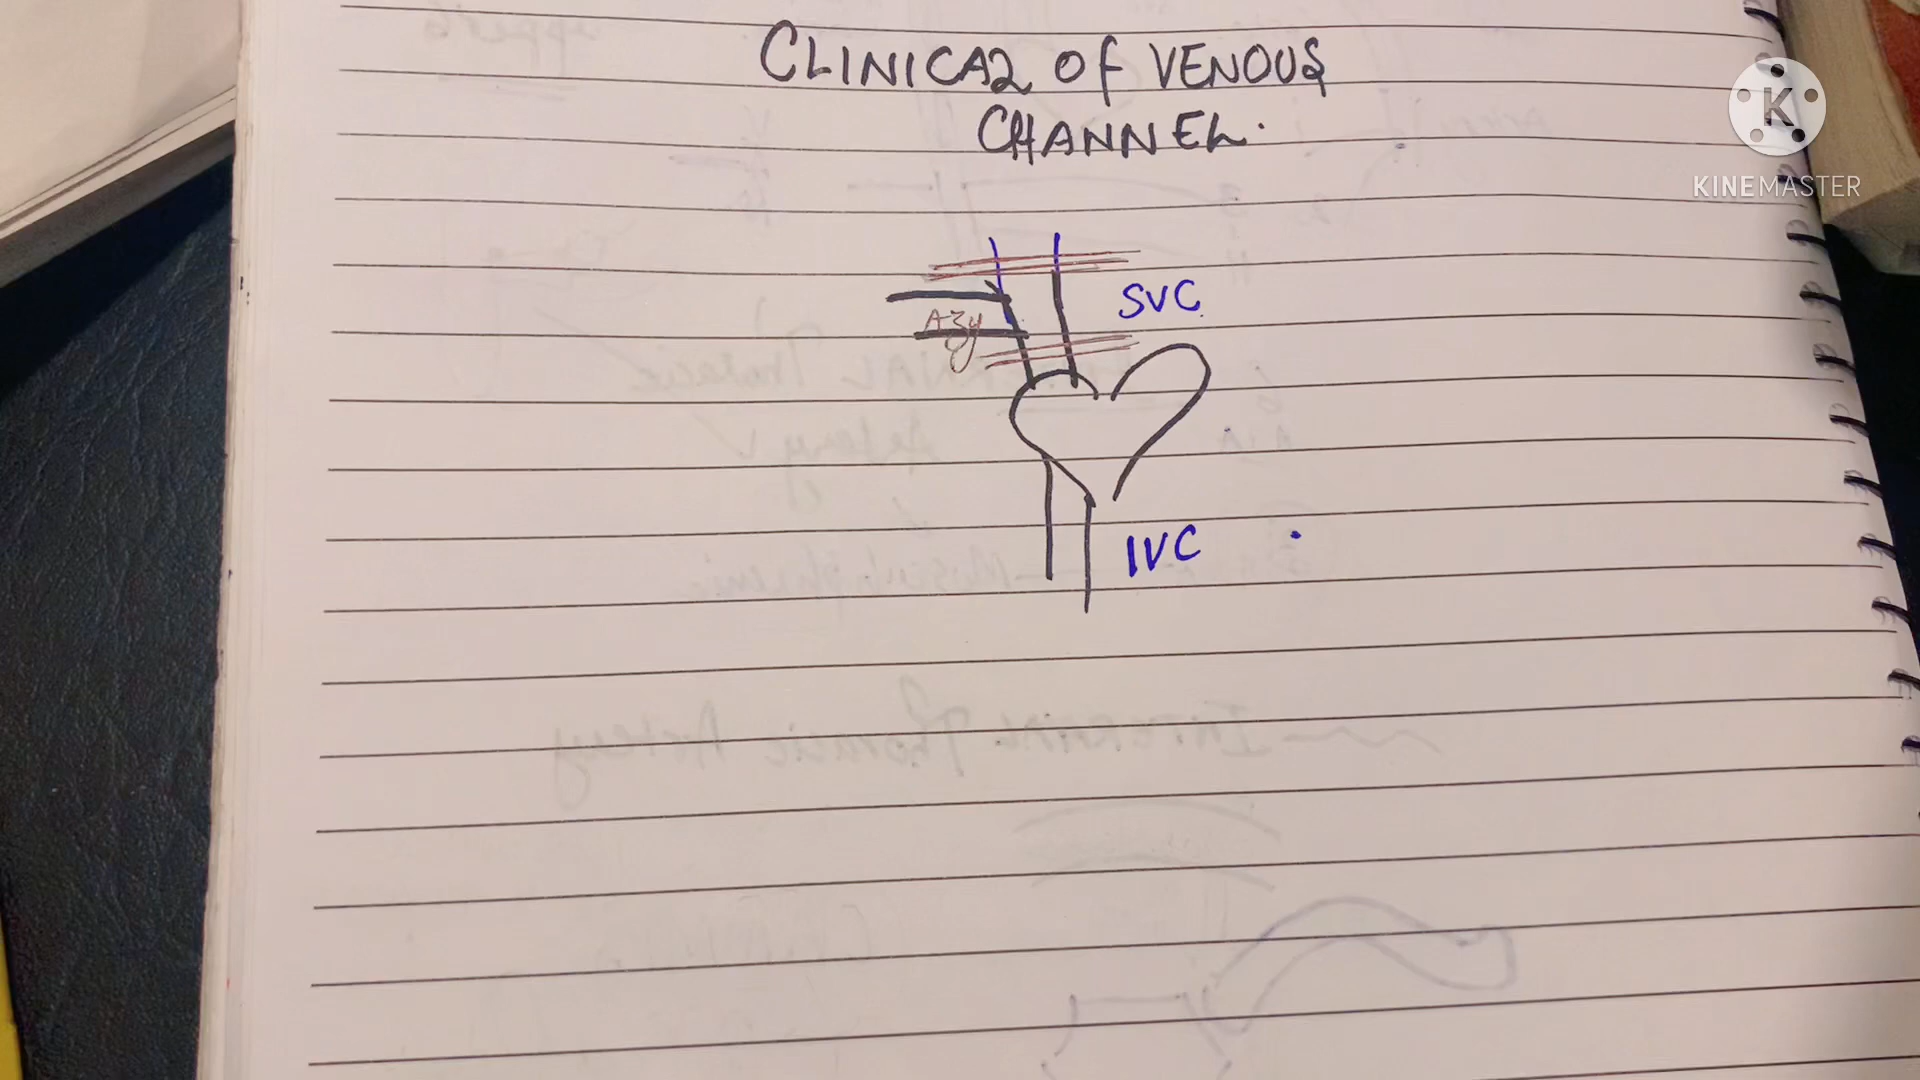 CLINICAL OF VENOUS
CHANNEL.
K
KINEMASTER
SVC
Azy
IVC